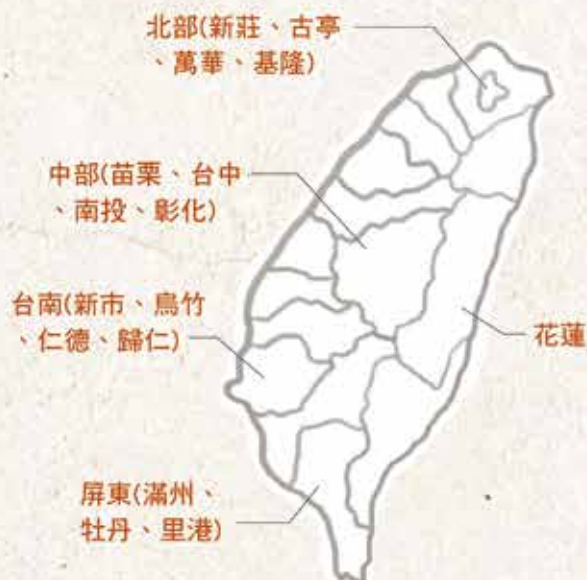 北部(新莊、古亭
、萬華、基隆)
中部(苗栗、台中
、南投、彰化)
台南(新市、鳥竹
、仁德、歸仁)
花蓮
屏東(滿州、
牡丹、里港)